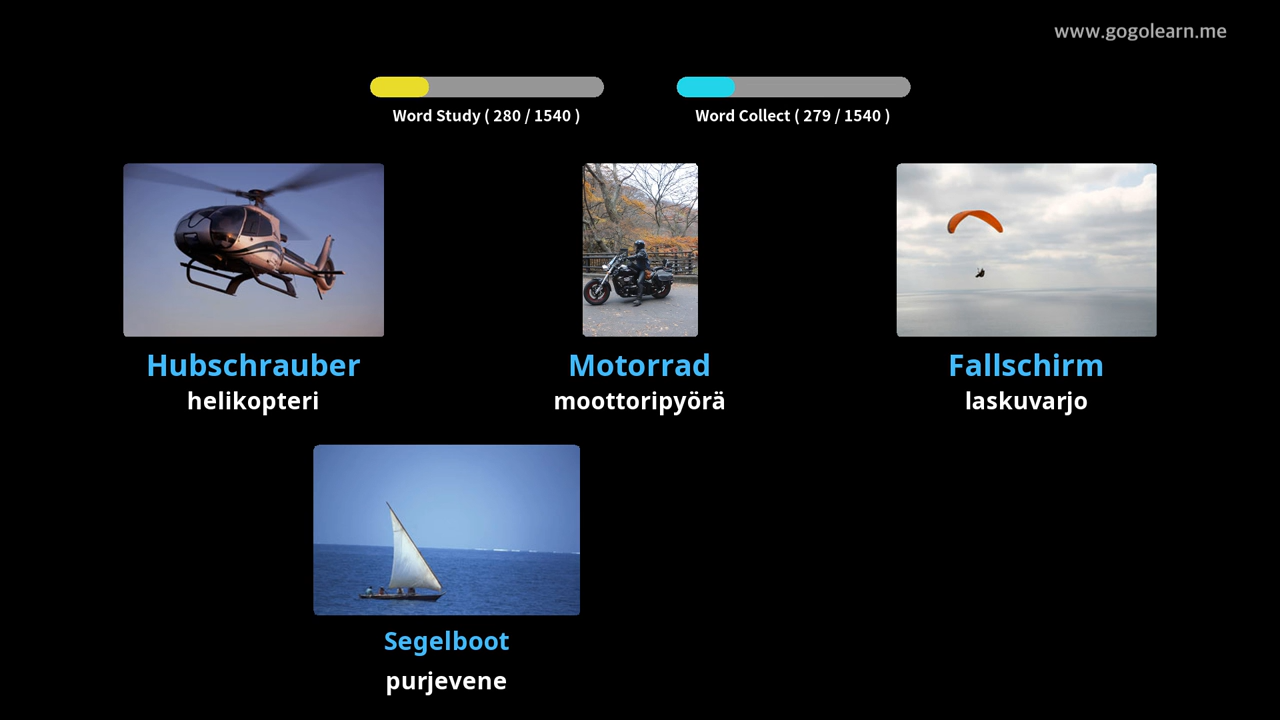 www.gogolearn.me
Word Study ( 280 / 1540 )
Word Collect ( 279 / 1540 )
Hubschrauber
helikopteri
Motorrad
moottoripyörä
Fallschirm
laskuvarjo
Segelboot
purjevene